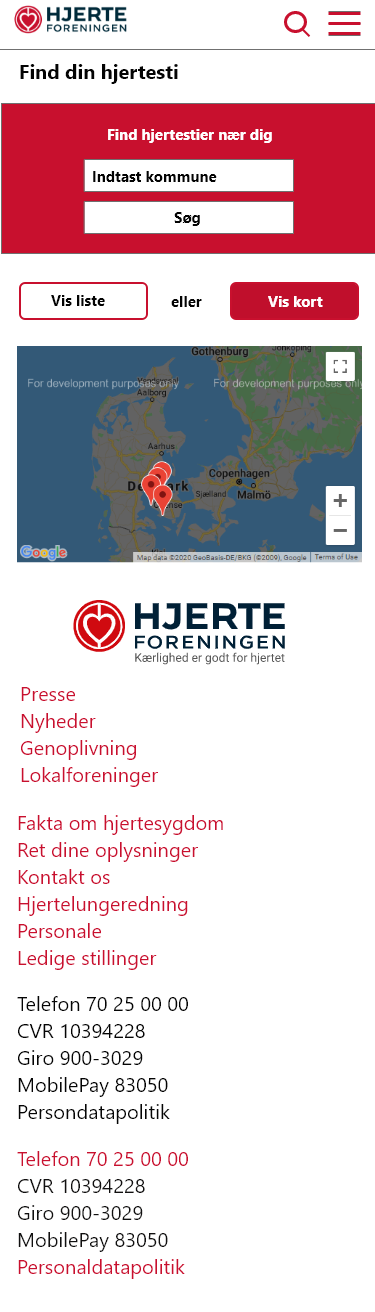 HJERTE
FORENINGEN
Find din hjertesti
Find hjertestier nær dig
Indtast kommune
Søg
Vis liste
eller
Vis kort
Gothenburg
For development purposes only
For development purposes only
Aalborg
Aarhus
Copenhagen
Sjælland
Malmö
Google
Map data ©2020 GeoBasis-DE/BKG (©2009), Google
Terms of Use
HJERTE
FORENINGEN
Kærlighed er godt for hjertet
Presse
Nyheder
Genoplivning
Lokalforeninger
Fakta om hjertesygdom
Ret dine oplysninger
Kontakt os
Hjertelungeredning
Personale
Ledige stillinger
Telefon 70 25 00 00
CVR 10394228
Giro 900-3029
MobilePay 83050
Persondatapolitik
Telefon 70 25 00 00
CVR 10394228
Giro 900-3029
MobilePay 83050
Personaldatapolitik